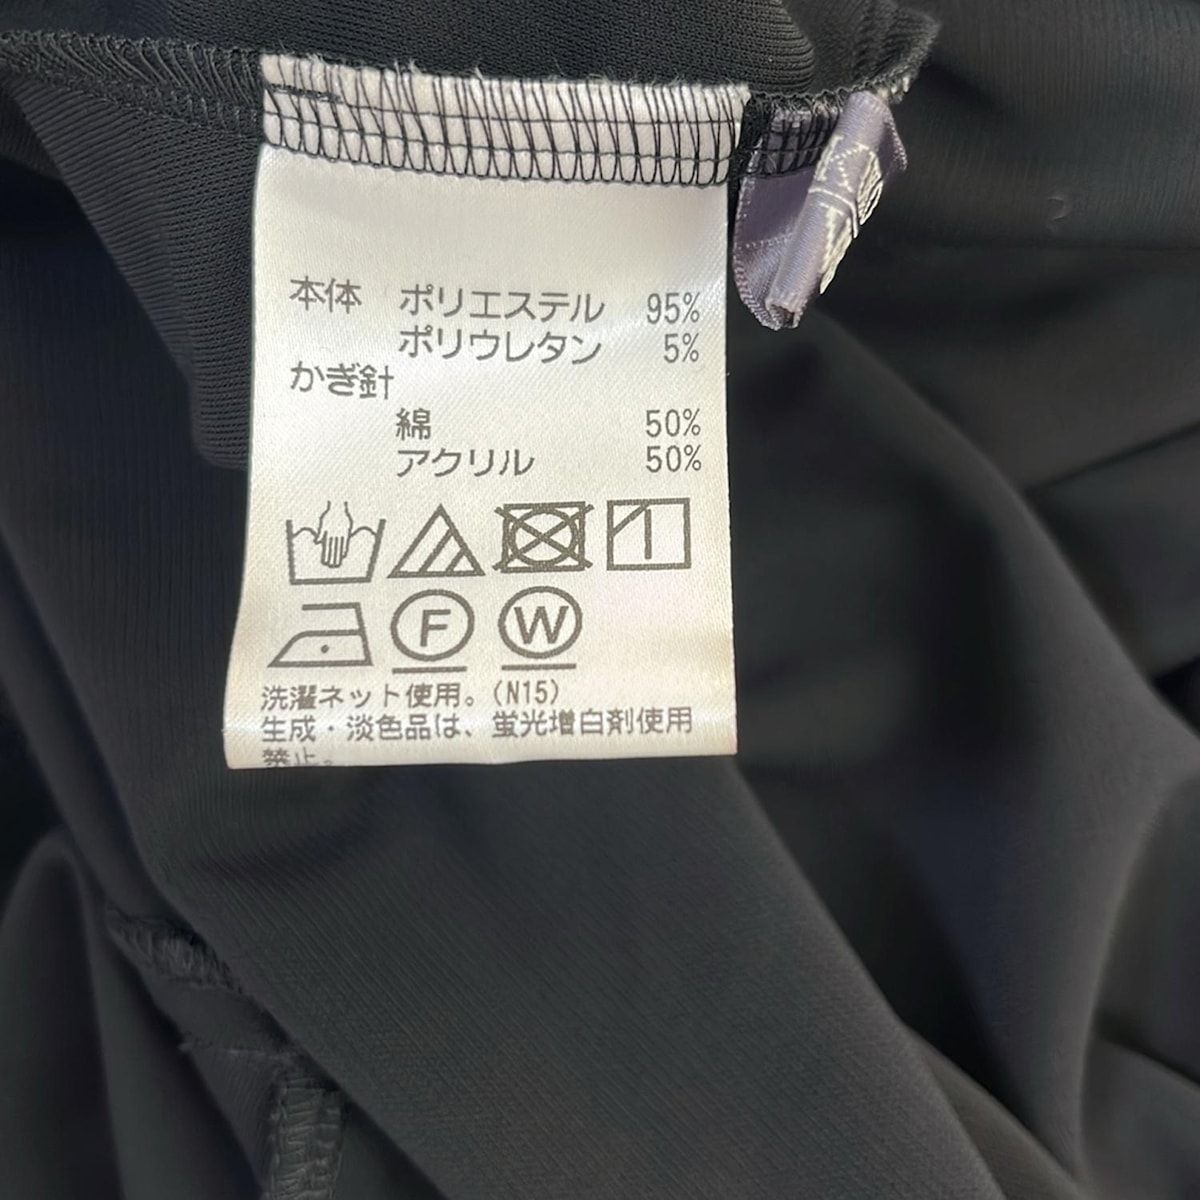 本体 ポリエステル 95%
ポリウレタン 5%
かぎ針
綿 50%
アクリル 50%
F W
洗濯ネット使用。(N15)
生成・淡色品は、蛍光増白剤使用
禁止。